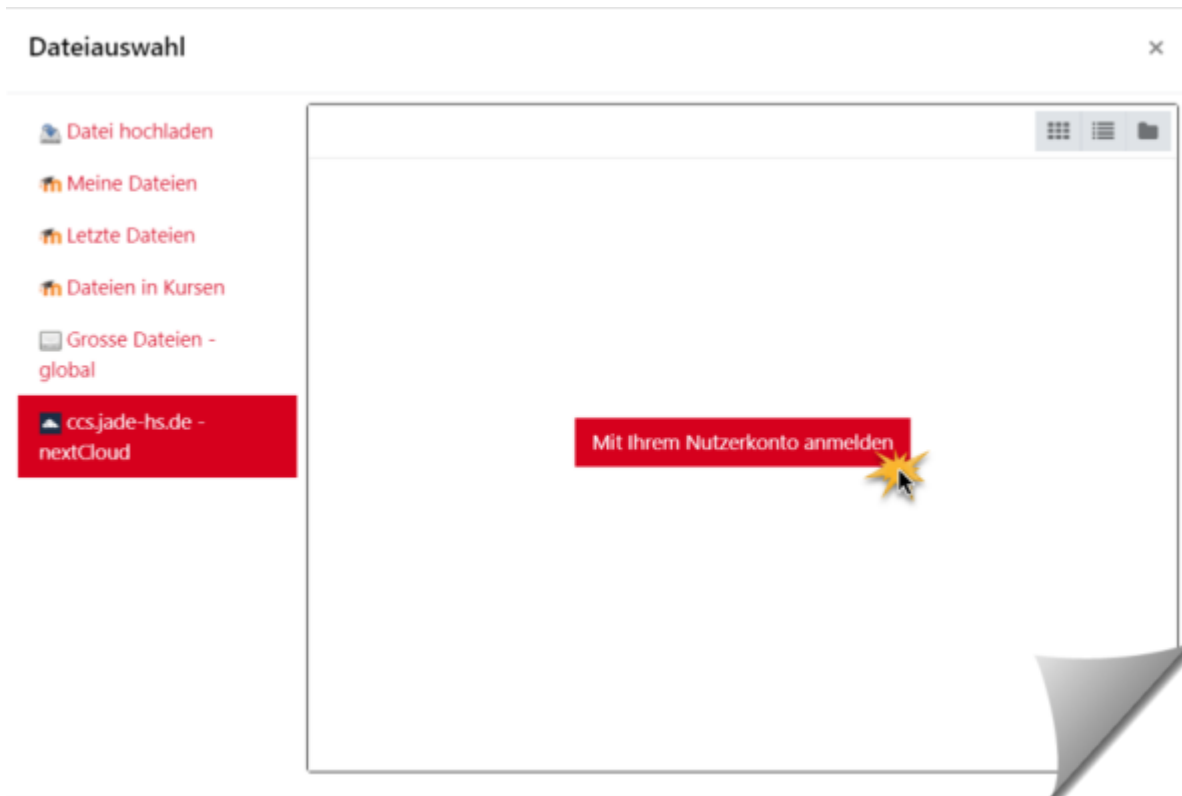 Dateiauswahl
Datei hochladen
Meine Dateien
Letzte Dateien
Dateien in Kursen
Grosse Dateien -
global
ccs.jade-hs.de -
nextCloud
Mit Ihrem Nutzerkonto anmelden